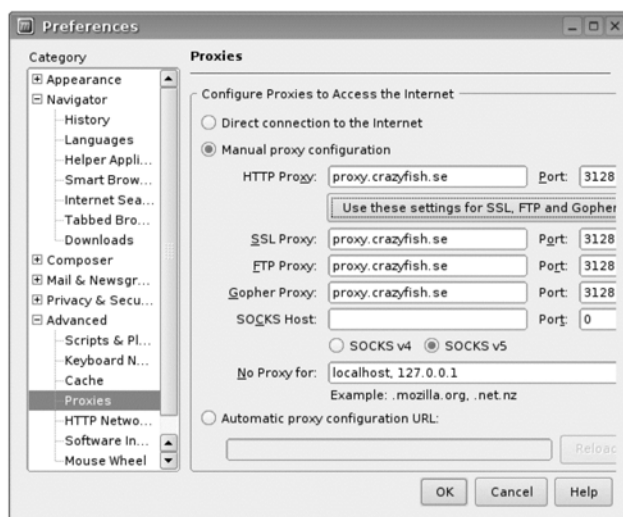 Preferences
Category
Appearance
Navigator
History
Languages
Helper Appli...
Smart Brow...
Internet Sea...
Tabbed Bro...
Downloads
Composer
Mail & Newsgr...
Privacy & Secu...
Advanced
Scripts & Pl...
Keyboard N...
Cache
Proxies
HTTP Netwo...
Software In...
Mouse Wheel
Proxies
Configure Proxies to Access the Internet
Direct connection to the Internet
Manual proxy configuration
HTTP Proxy: proxy.crazyfish.se Port: 3128
Use these settings for SSL, FTP and Gopher
SSL Proxy: proxy.crazyfish.se Port: 3128
FTP Proxy: proxy.crazyfish.se Port: 3128
Gopher Proxy: proxy.crazyfish.se Port: 3128
SOCKS Host: Port: 0
SOCKS v4 SOCKS v5
No Proxy for: localhost, 127.0.0.1
Example: .mozilla.org, .net.nz
Automatic proxy configuration URL:
Reload
OK Cancel Help